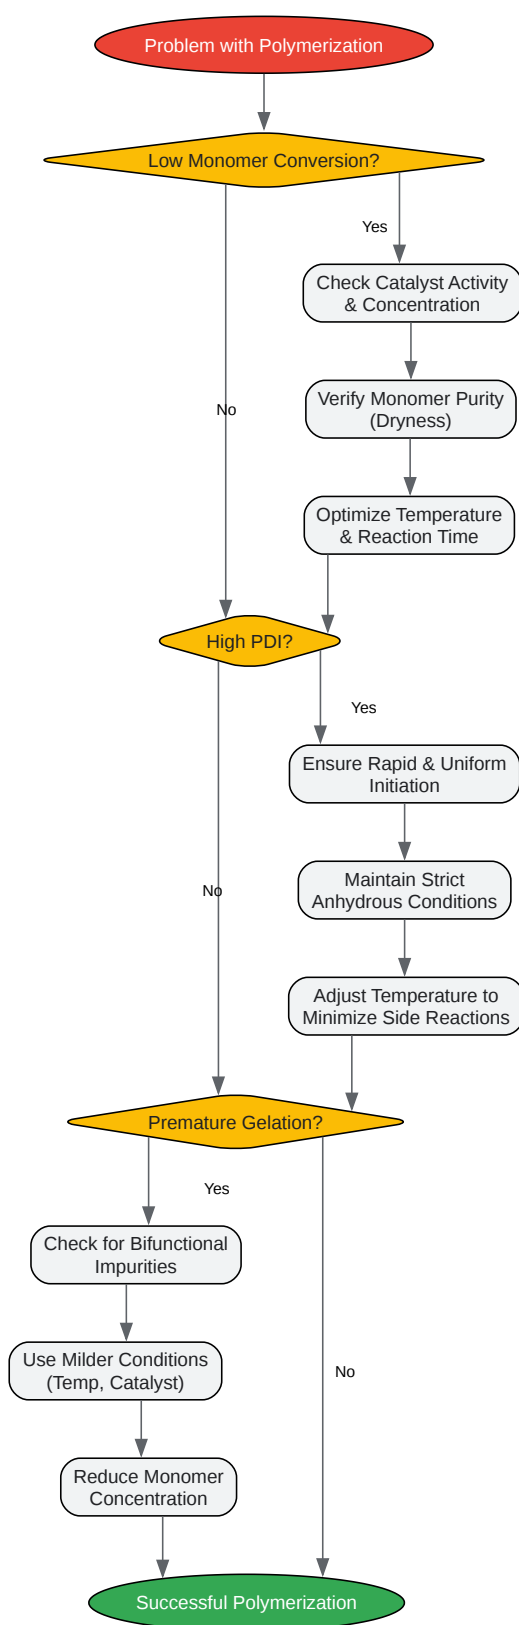 Problem with Polymerization
Low Monomer Conversion?
Yes
Check Catalyst Activity
& Concentration
Verify Monomer Purity
(Dryness)
No
Optimize Temperature
& Reaction Time
High PDI?
Yes
Ensure Rapid & Uniform
Initiation
Maintain Strict
Anhydrous Conditions
No
Adjust Temperature to
Minimize Side Reactions
Premature Gelation?
Yes
Check for Bifunctional
Impurities
Use Milder Conditions
(Temp, Catalyst)
No
Reduce Monomer
Concentration
Successful Polymerization